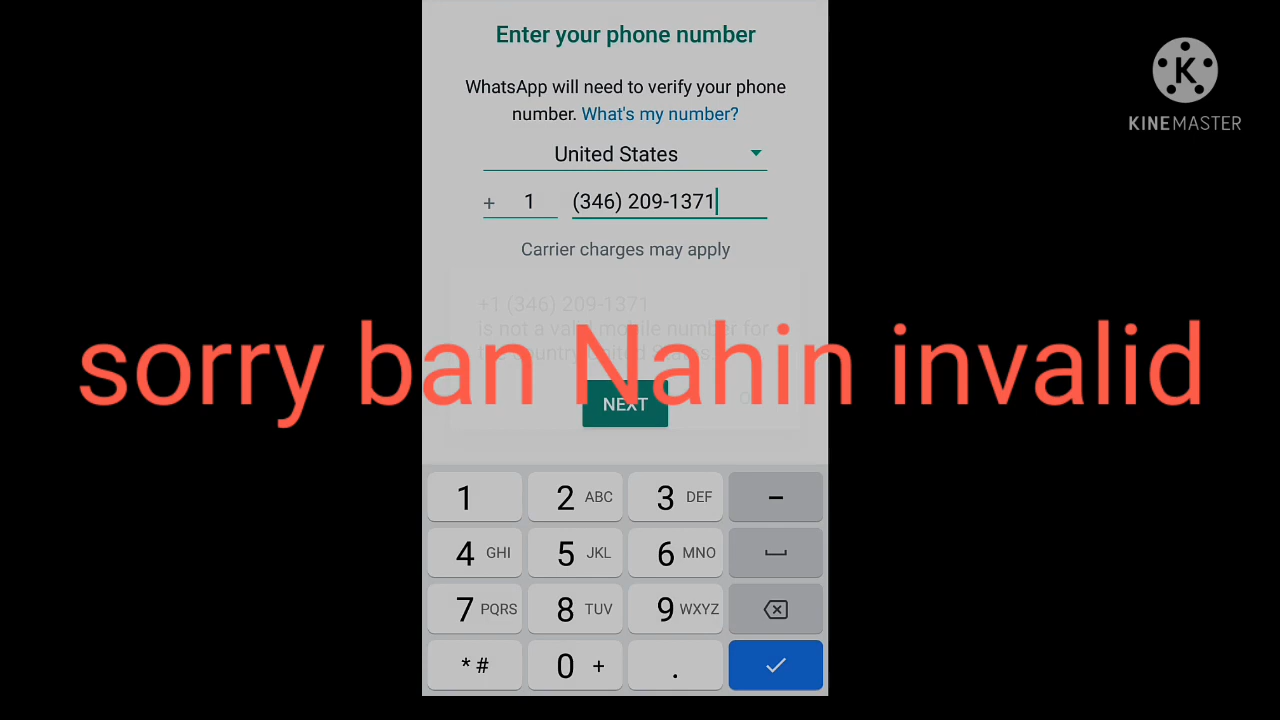 Enter your phone number
WhatsApp will need to verify your phone
number. What's my number?
United States
+ 1 (346) 209-1371
Carrier charges may apply
+1 (346) 209-1371
is not a valid mobile number for
country United States.
sorry ban Nahin invalid
NEXT
KINEMASTER
1 2 ABC 3 DEF -
4 GHI 5 JKL 6 MNO
7 PQRS 8 TUV 9 WXYZ
* # 0 + .